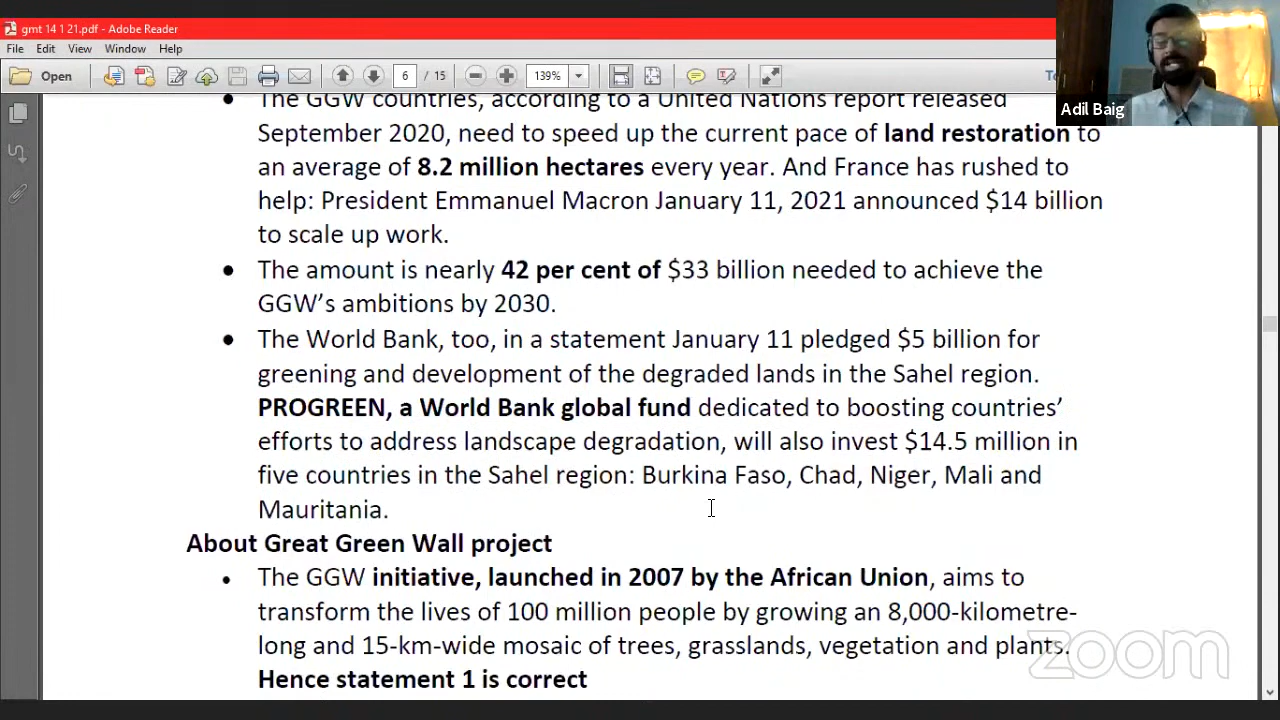 gmt 14 1 21.pdf - Adobe Reader
File Edit View Window Help
Open 6 / 15 139%
Adil Baig
• The GGW countries, according to a United Nations report released
September 2020, need to speed up the current pace of land restoration to
an average of 8.2 million hectares every year. And France has rushed to
help: President Emmanuel Macron January 11, 2021 announced $14 billion
to scale up work.
• The amount is nearly 42 per cent of $33 billion needed to achieve the
GGW’s ambitions by 2030.
• The World Bank, too, in a statement January 11 pledged $5 billion for
greening and development of the degraded lands in the Sahel region.
PROGREEN, a World Bank global fund dedicated to boosting countries’
efforts to address landscape degradation, will also invest $14.5 million in
five countries in the Sahel region: Burkina Faso, Chad, Niger, Mali and
Mauritania.
About Great Green Wall project
• The GGW initiative, launched in 2007 by the African Union, aims to
transform the lives of 100 million people by growing an 8,000-kilometre-
long and 15-km-wide mosaic of trees, grasslands, vegetation and plants.
Hence statement 1 is correct
zoom